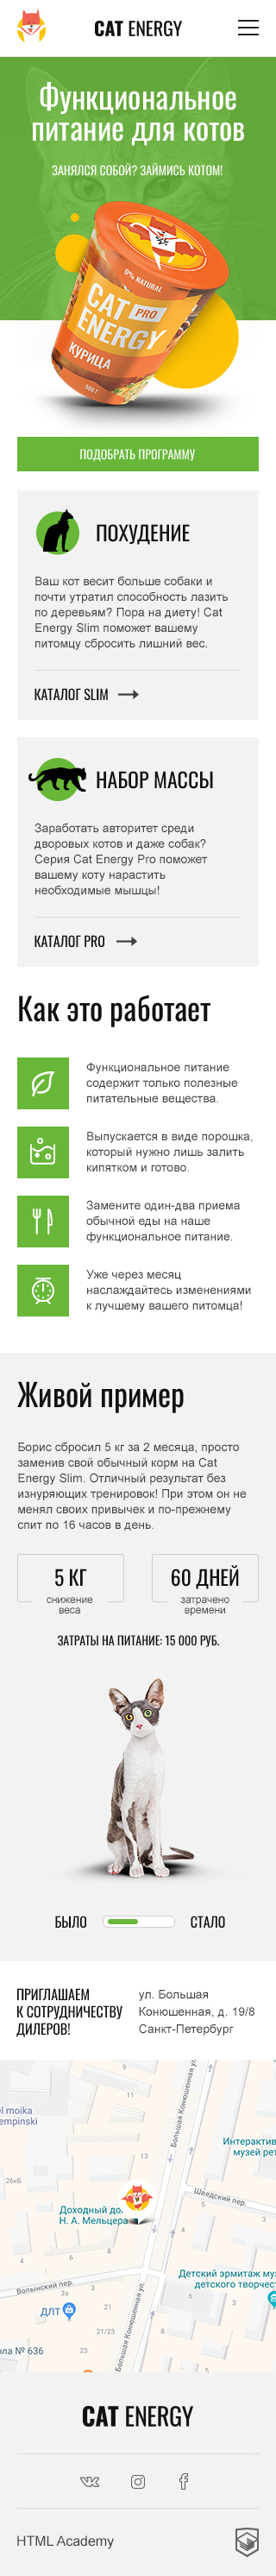 CAT ENERGY
Функциональное
питание для котов
ЗАНЯЛСЯ СОБОЙ? ЗАЙМИСЬ КОТОМ!
0% NATURAL
CAT PRO
ENERGY
КУРИЦА
500 г
ПОДОБРАТЬ ПРОГРАММУ
ПОХУДЕНИЕ
Ваш кот весит больше собаки и
почти утратил способность лазить
по деревьям? Пора на диету! Cat
Energy Slim поможет вашему
питомцу сбросить лишний вес.
КАТАЛОГ SLIM
НАБОР МАССЫ
Заработать авторитет среди
дворовых котов и даже собак?
Серия Cat Energy Pro поможет
вашему коту нарастить
необходимые мышцы!
КАТАЛОГ PRO
Как это работает
Функциональное питание
содержит только полезные
питательные вещества.
Выпускается в виде порошка,
который нужно лишь залить
кипятком и готово.
Замените один-два приема
обычной еды на наше
функциональное питание.
Уже через месяц
наслаждайтесь изменениями
к лучшему вашего питомца!
Живой пример
Борис сбросил 5 кг за 2 месяца, просто
заменив свой обычный корм на Cat
Energy Slim. Отличный результат без
изнуряющих тренировок! При этом он не
менял своих привычек и по-прежнему
спит по 16 часов в день.
5 КГ
снижение
веса
60 ДНЕЙ
затрачено
времени
ЗАТРАТЫ НА ПИТАНИЕ: 15 000 РУБ.
БЫЛО
СТАЛО
ПРИГЛАШАЕМ
К СОТРУДНИЧЕСТВУ
ДИЛЕРОВ!
ул. Большая
Конюшенная, д. 19/8
Санкт-Петербург
9
11
Большая Конюшенная ул.
el moika
empinski
Интерактив
музей рет
13
26кБ
Шведский пер.
Доходный до
Н. А. Мельцера
5
3
4
6
8
Детский эрмитаж му
детского творчес
Волынский пер.
3а
ДЛТ
21
8
5
21/23
Большая Конюшенная ул.
ола № 636
23
CAT ENERGY
HTML Academy